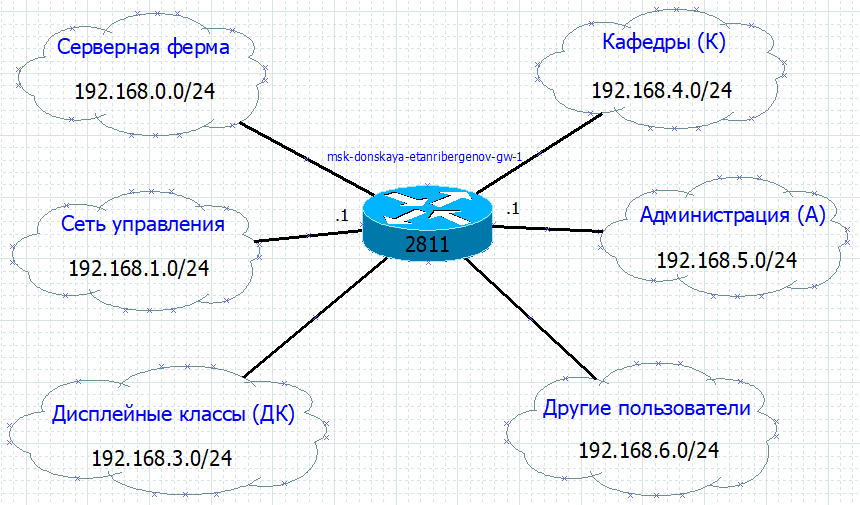 Серверная ферма
192.168.0.0/24
Кафедры (К)
192.168.4.0/24
msk-donskaya-etanribergenov-gw-1
Сеть управления
192.168.1.0/24
.1
.1
2811
Администрация (А)
192.168.5.0/24
Дисплейные классы (ДК)
192.168.3.0/24
Другие пользователи
192.168.6.0/24